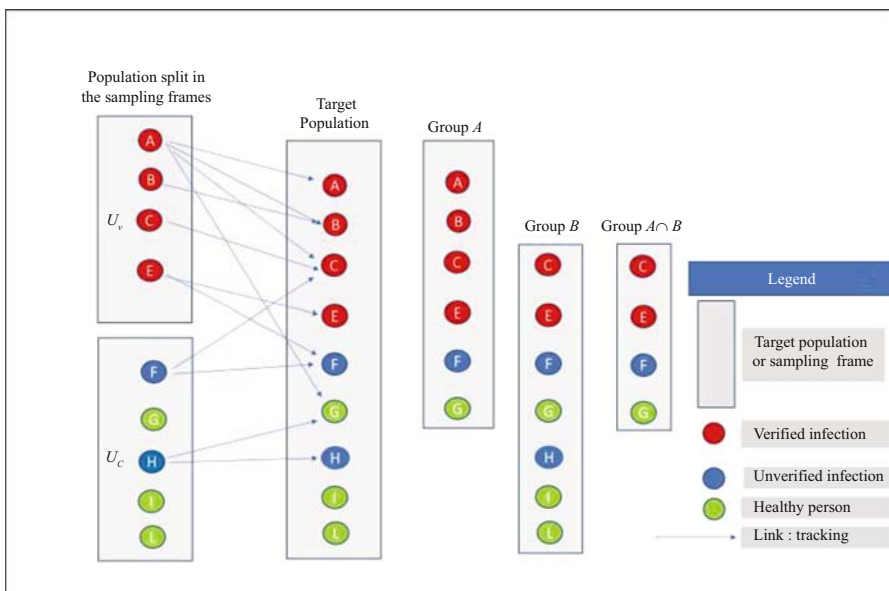 Population split in
the sampling frames
A
B
U_v
C
E
F
G
U_C
H
I
L
Target
Population
A
B
C
E
F
G
H
I
L
Group A
A
B
C
E
F
G
Group B
C
E
F
G
H
I
L
Group A∩ B
C
E
F
G
Legend
Target population
or sampling frame
Verified infection
Unverified infection
Healthy person
Link : tracking